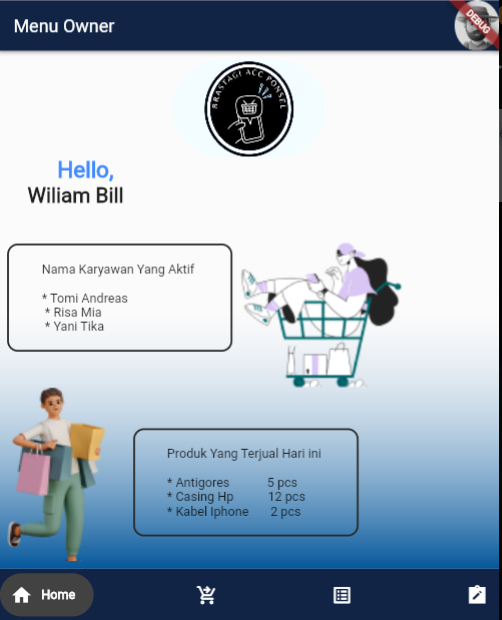 Menu Owner
DEBUG
BRASTAGI ACC PONSEL
Hello,
Wiliam Bill
Nama Karyawan Yang Aktif
* Tomi Andreas
* Risa Mia
* Yani Tika
Produk Yang Terjual Hari ini
* Antigores 5 pcs
* Casing Hp 12 pcs
* Kabel Iphone 2 pcs
Home